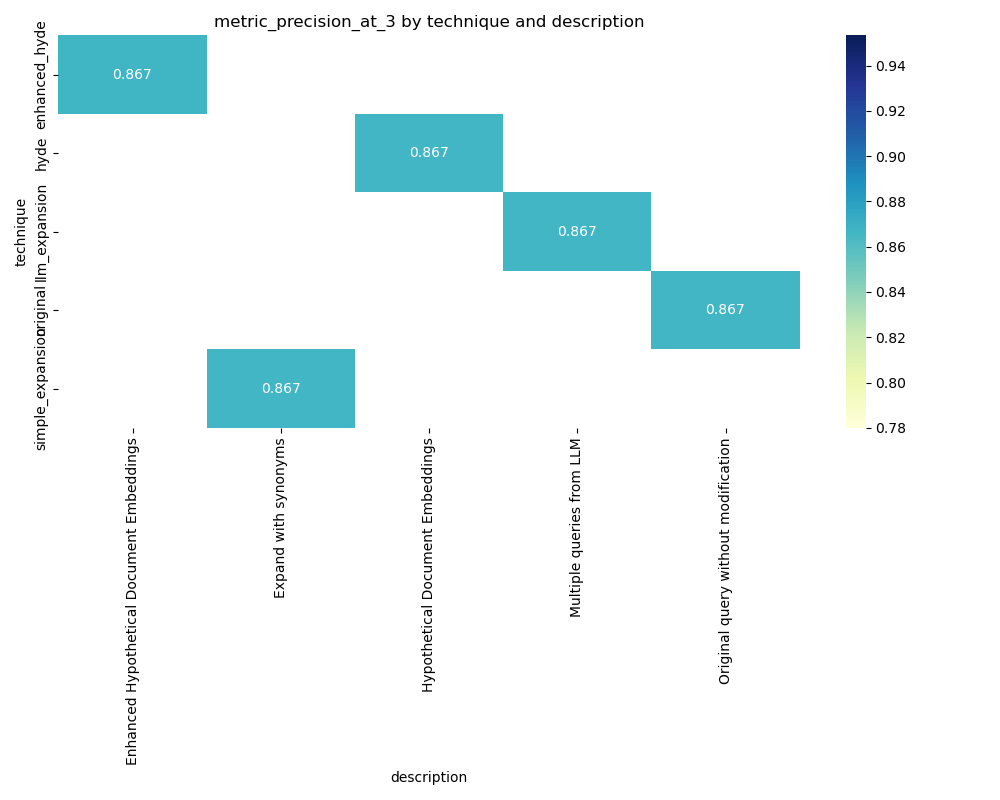 metric_precision_at_3 by technique and description
technique
enhanced_hyde
hyde
llm_expansion
original
simple_expansion
0.867
0.867
0.867
0.867
0.867
Enhanced Hypothetical Document Embeddings
Expand with synonyms
Hypothetical Document Embeddings
Multiple queries from LLM
Original query without modification
description
0.94
0.92
0.90
0.88
0.86
0.84
0.82
0.80
0.78